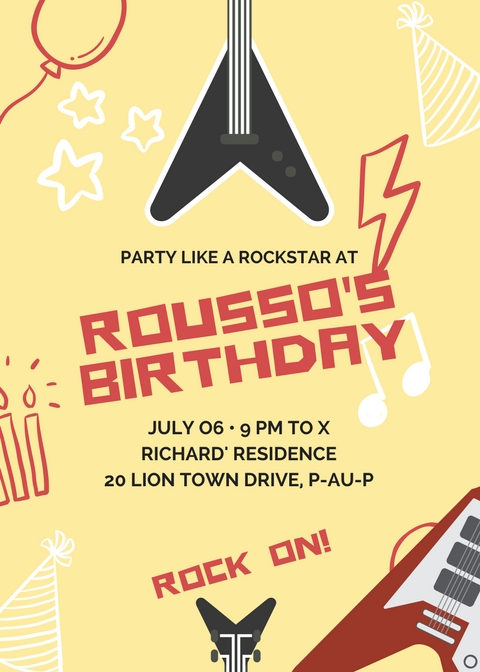 PARTY LIKE A ROCKSTAR AT
ROUSSO'S
BIRTHDAY
JULY 06 • 9 PM TO X
RICHARD' RESIDENCE
20 LION TOWN DRIVE, P-AU-P
ROCK ON!